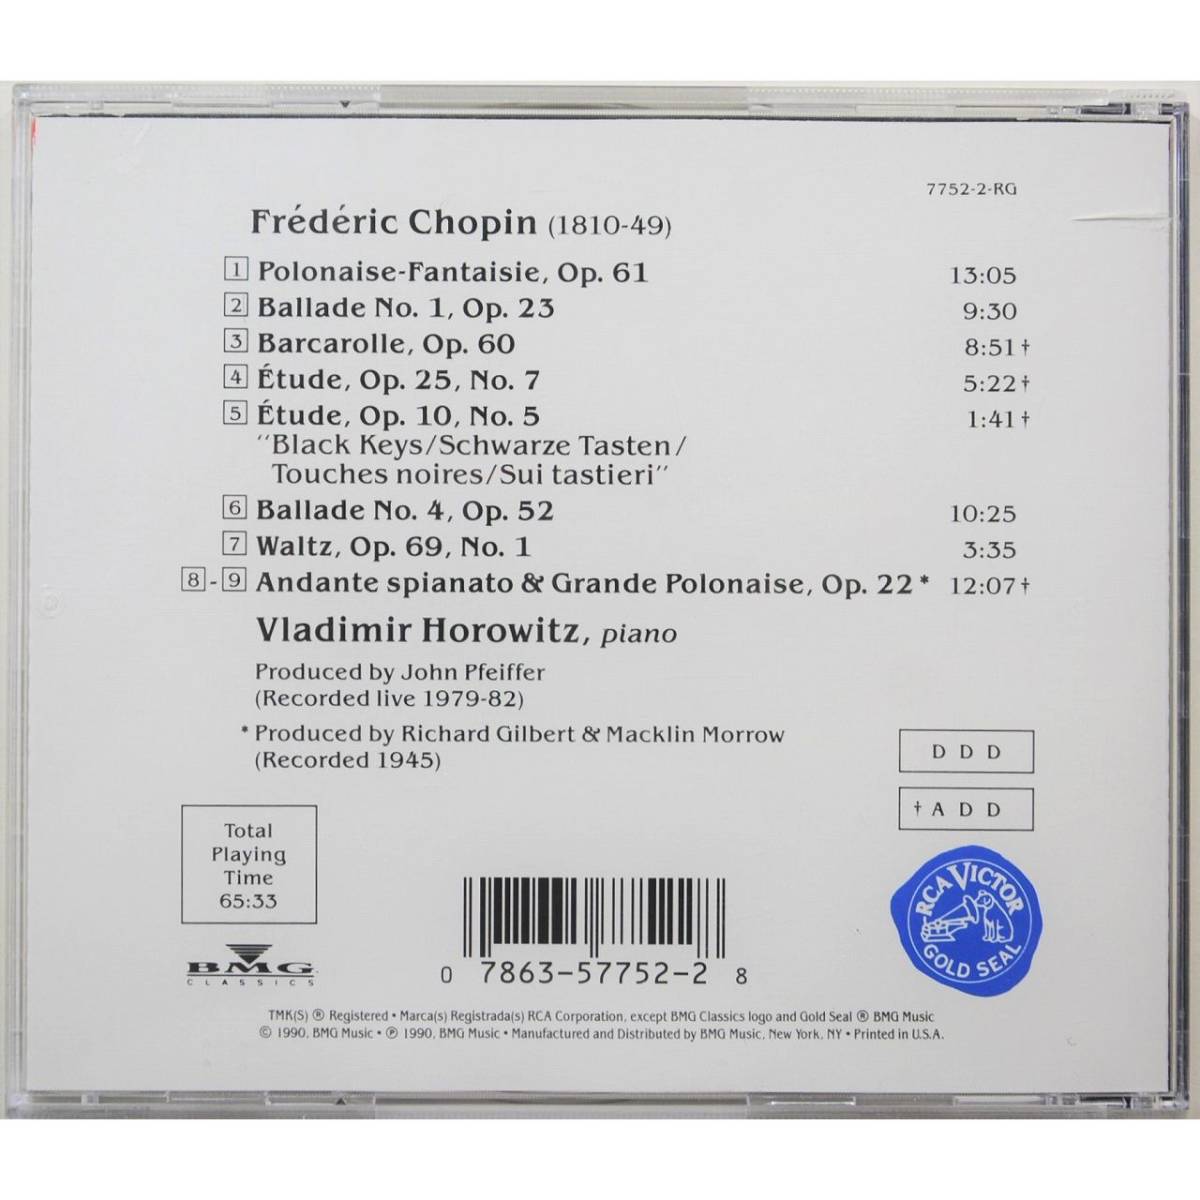 7752-2-RG
Frédéric Chopin (1810-49)
1 Polonaise-Fantaisie, Op. 61 13:05
2 Ballade No. 1, Op. 23 9:30
3 Barcarolle, Op. 60 8:51†
4 Étude, Op. 25, No. 7 5:22†
5 Étude, Op. 10, No. 5 1:41†
"Black Keys/Schwarze Tasten/
Touches noires/Sui tastieri"
6 Ballade No. 4, Op. 52 10:25
7 Waltz, Op. 69, No. 1 3:35
8-9 Andante spianato & Grande Polonaise, Op. 22* 12:07†
Vladimir Horowitz, piano
Produced by John Pfeiffer
(Recorded live 1979-82)
*Produced by Richard Gilbert & Macklin Morrow
(Recorded 1945)
D D D
† A D D
Total
Playing
Time
65:33
RCA VICTOR
GOLD SEAL
BMG
CLASSICS
0 7863-57752-2 8
TMK(S) ® Registered • Marca(s) Registrada(s) RCA Corporation, except BMG Classics logo and Gold Seal ® BMG Music
© 1990, BMG Music • ℗ 1990, BMG Music • Manufactured and Distributed by BMG Music, New York, NY • Printed in U.S.A.